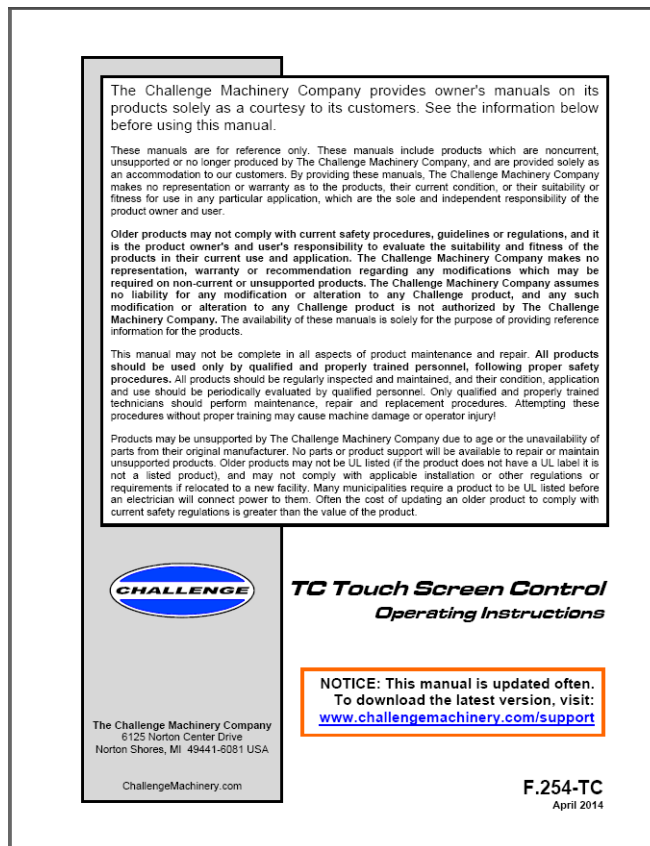 The Challenge Machinery Company provides owner's manuals on its
products solely as a courtesy to its customers. See the information below
before using this manual.
These manuals are for reference only. These manuals include products which are noncurrent,
unsupported or no longer produced by The Challenge Machinery Company, and are provided solely as
an accommodation to our customers. By providing these manuals, The Challenge Machinery Company
makes no representation or warranty as to the products, their current condition, or their suitability or
fitness for use in any particular application, which are the sole and independent responsibility of the
product owner and user.
Older products may not comply with current safety procedures, guidelines or regulations, and it
is the product owner's and user's responsibility to evaluate the suitability and fitness of the
products in their current use and application. The Challenge Machinery Company makes no
representation, warranty or recommendation regarding any modifications which may be
required on non-current or unsupported products. The Challenge Machinery Company assumes
no liability for any modification or alteration to any Challenge product, and any such
modification or alteration to any Challenge product is not authorized by The Challenge
Machinery Company. The availability of these manuals is solely for the purpose of providing reference
information for the products.
This manual may not be complete in all aspects of product maintenance and repair. All products
should be used only by qualified and properly trained personnel, following proper safety
procedures. All products should be regularly inspected and maintained, and their condition, application
and use should be periodically evaluated by qualified personnel. Only qualified and properly trained
technicians should perform maintenance, repair and replacement procedures. Attempting these
procedures without proper training may cause machine damage or operator injury!
Products may be unsupported by The Challenge Machinery Company due to age or the unavailability of
parts from their original manufacturer. No parts or product support will be available to repair or maintain
unsupported products. Older products may not be UL listed (if the product does not have a UL label it is
not a listed product), and may not comply with applicable installation or other regulations or
requirements if relocated to a new facility. Many municipalities require a product to be UL listed before
an electrician will connect power to them. Often the cost of updating an older product to comply with
current safety regulations is greater than the value of the product.
CHALLENGE
TC Touch Screen Control
Operating Instructions
NOTICE: This manual is updated often.
To download the latest version, visit:
www.challengemachinery.com/support
The Challenge Machinery Company
6125 Norton Center Drive
Norton Shores, MI 49441-6081 USA
ChallengeMachinery.com
F.254-TC
April 2014